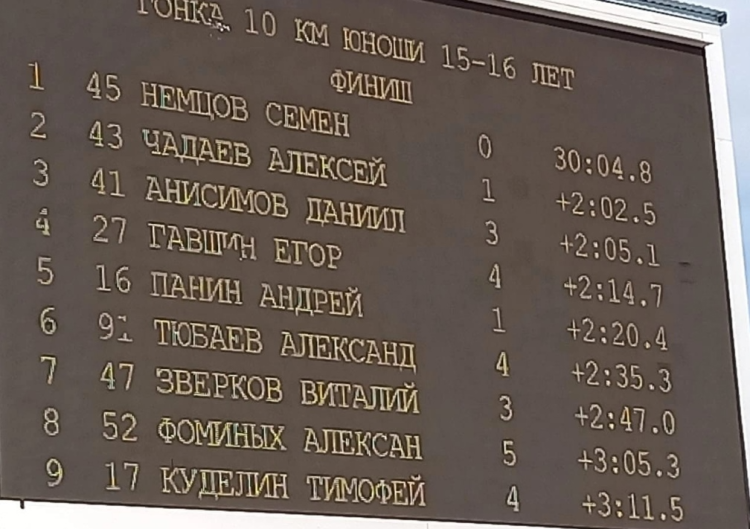 ГОНКА 10 КМ ЮНОШИ 15-16 ЛЕТ
ФИНИШ
1 45 НЕМЦОВ СЕМЕН 0 30:04.8
2 43 ЧАДАЕВ АЛЕКСЕЙ 1 +2:02.5
3 41 АНИСИМОВ ДАНИИЛ 3 +2:05.1
4 27 ГАВШИН ЕГОР 4 +2:14.7
5 16 ПАНИН АНДРЕЙ 1 +2:20.4
6 91 ТЮБАЕВ АЛЕКСАНД 4 +2:35.3
7 47 ЗВЕРКОВ ВИТАЛИЙ 3 +2:47.0
8 52 ФОМИНЫХ АЛЕКСАН 5 +3:05.3
9 17 КУДЕЛИН ТИМОФЕЙ 4 +3:11.5